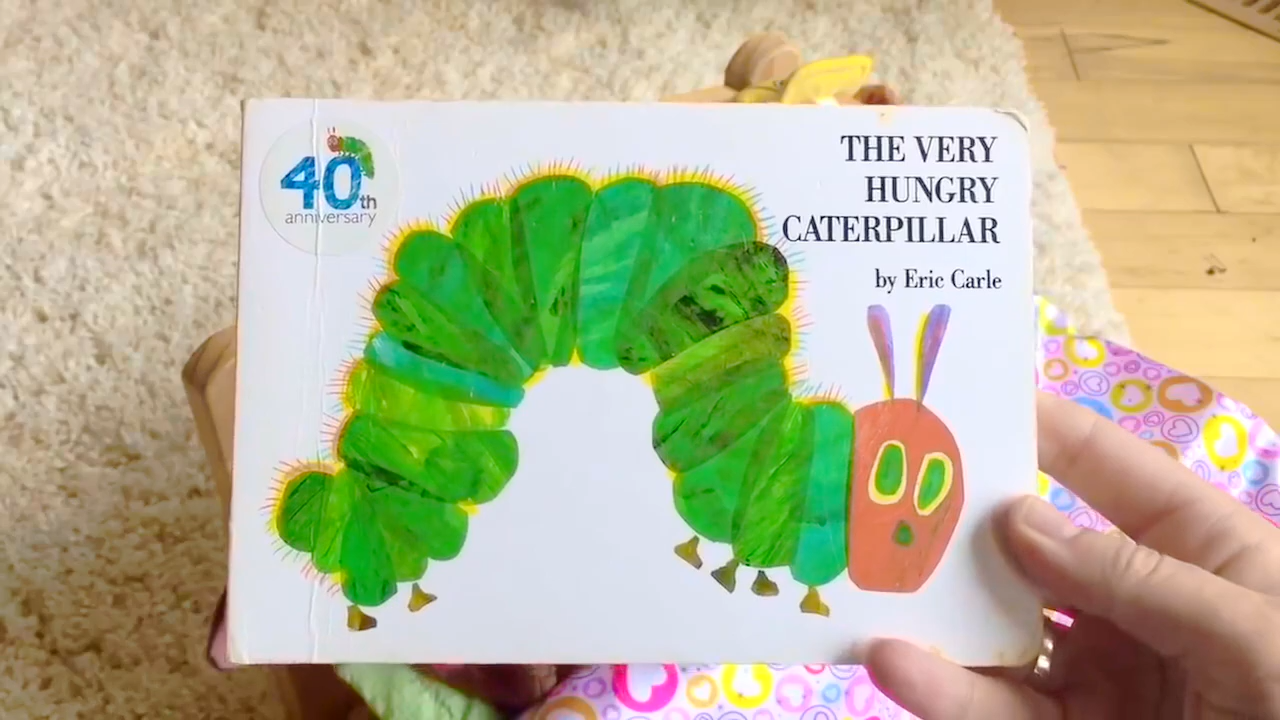 40th
anniversary
THE VERY
HUNGRY
CATERPILLAR
by Eric Carle